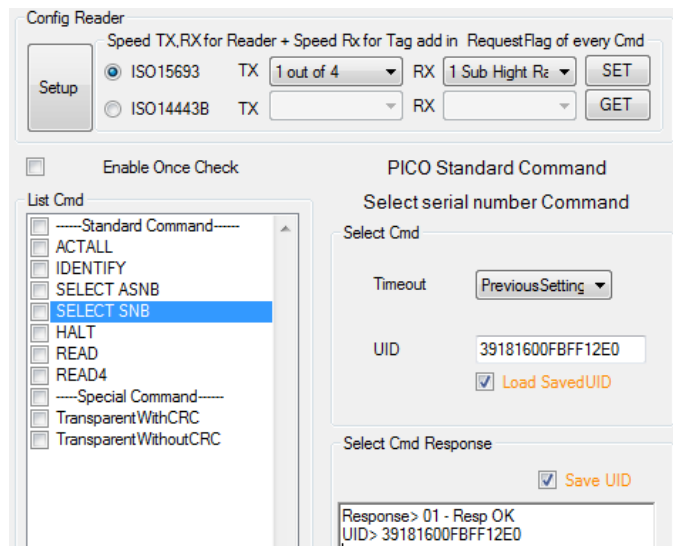 Config Reader
Speed TX,RX for Reader + Speed Rx for Tag add in RequestFlag of every Cmd
Setup
ISO15693 TX 1 out of 4 RX 1 Sub Hight Ra SET
ISO14443B TX RX GET
Enable Once Check
PICO Standard Command
Select serial number Command
List Cmd
------Standard Command------
ACTALL
IDENTIFY
SELECT ASNB
SELECT SNB
HALT
READ
READ4
-----Special Command------
TransparentWithCRC
TransparentWithoutCRC
Select Cmd
Timeout PreviousSetting
UID 39181600FBFF12E0
Load SavedUID
Select Cmd Response
Save UID
Response> 01 - Resp OK
UID> 39181600FBFF12E0